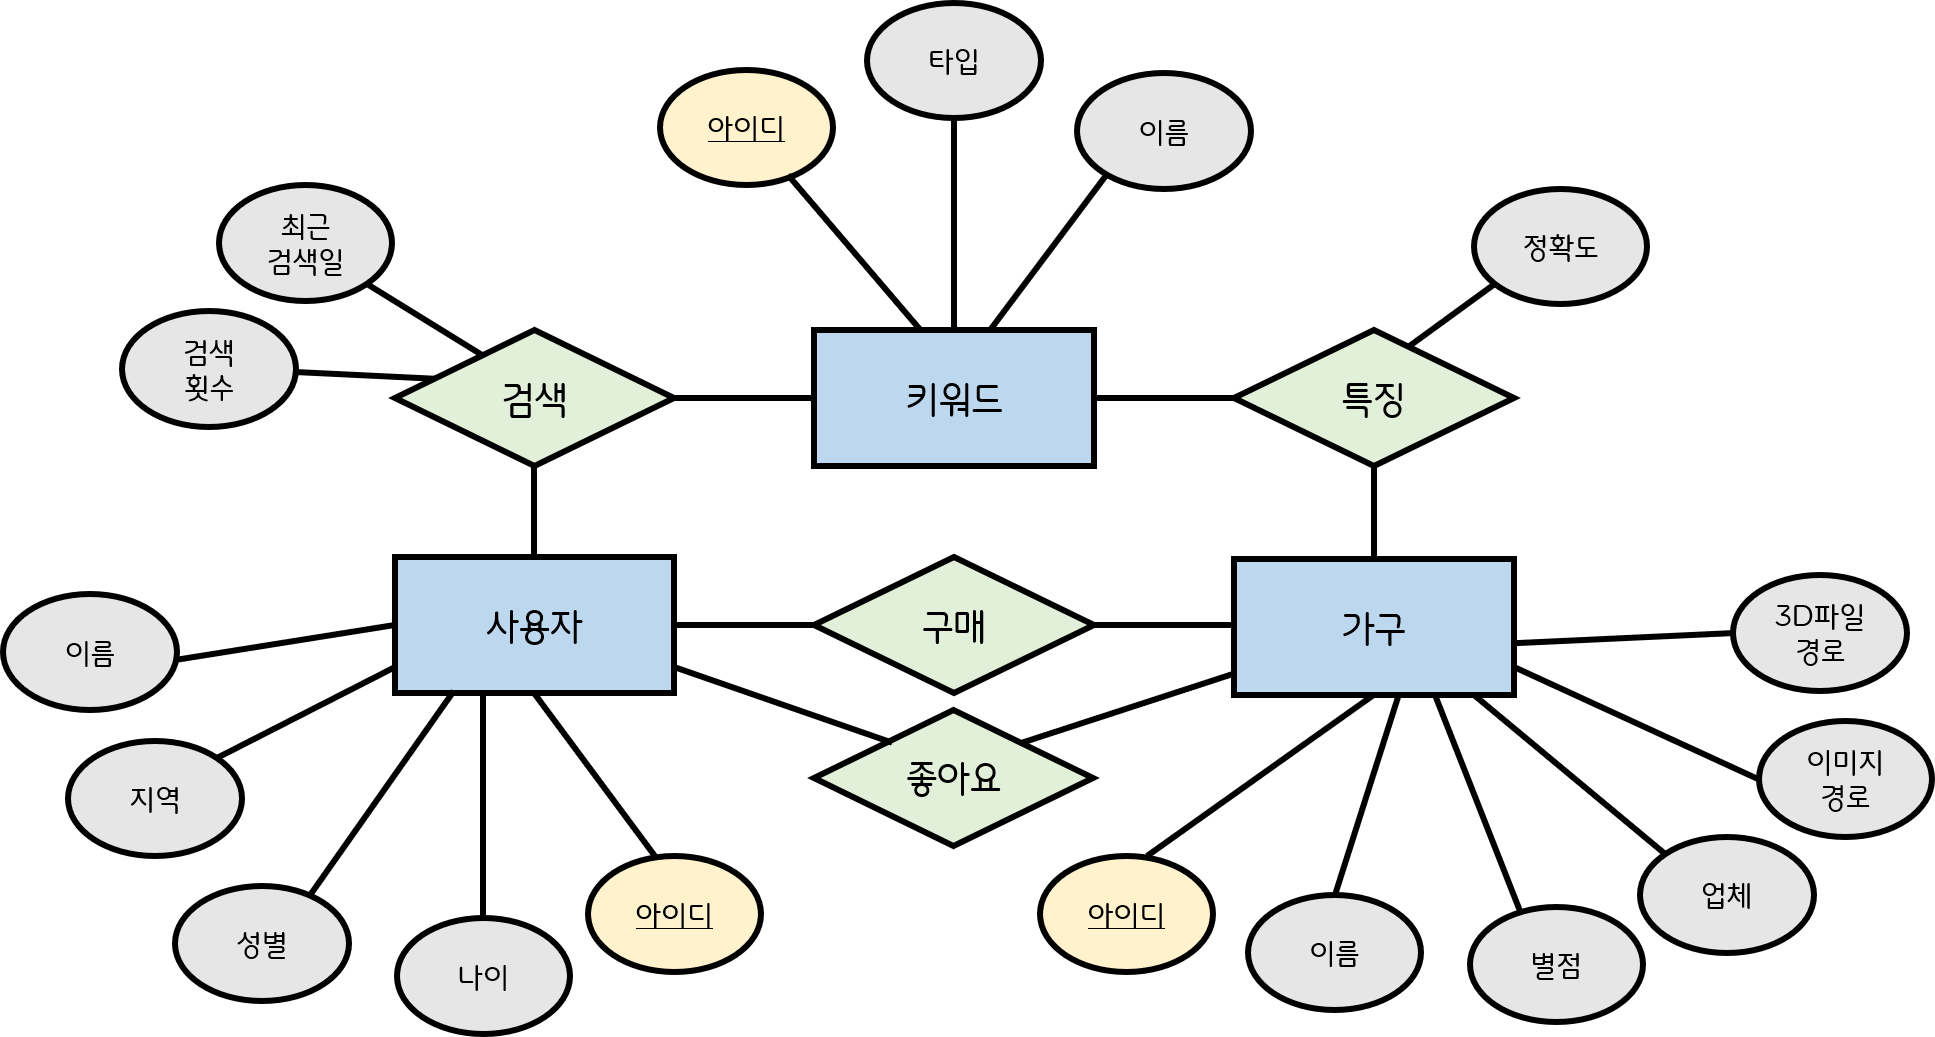 타입
아이디
이름
최근
검색일
정확도
검색
횟수
검색
키워드
특징
사용자
구매
가구
3D파일
경로
이름
이미지
경로
지역
좋아요
업체
아이디
아이디
성별
이름
별점
나이